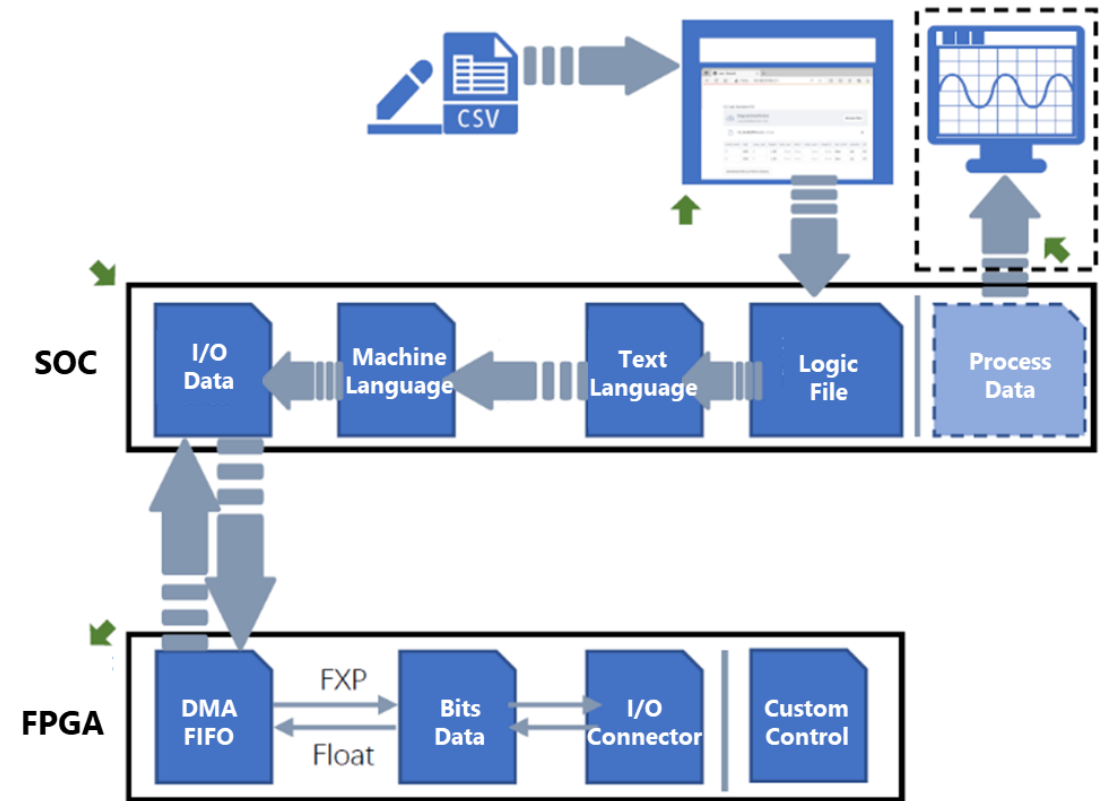 CSV
SOC
I/O
Data
Machine
Language
Text
Language
Logic
File
Process
Data
FPGA
DMA
FIFO
FXP
Float
Bits
Data
I/O
Connector
Custom
Control